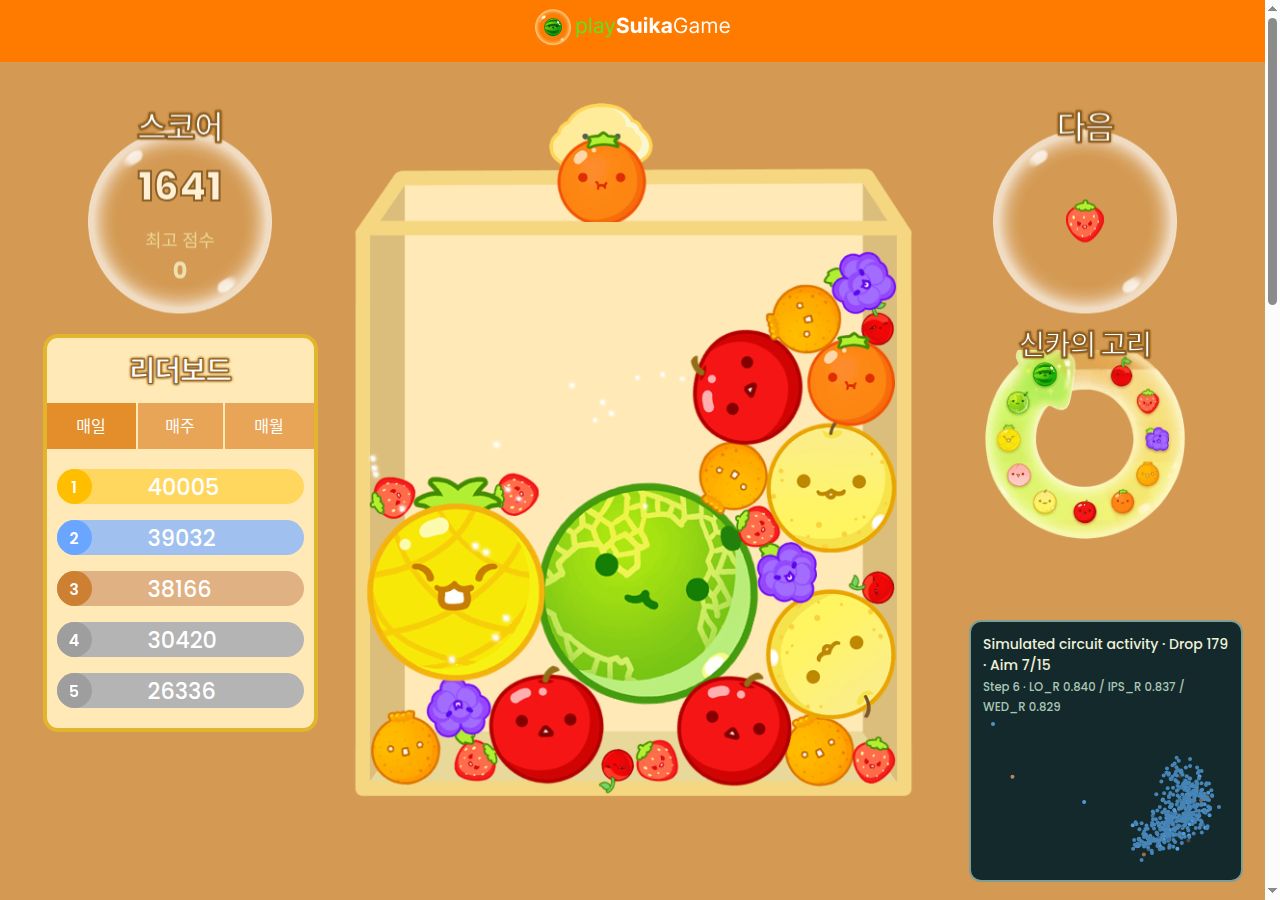 playSuikaGame
스코어
1641
최고 점수
0
리더보드
매일 매주 매월
1 40005
2 39032
3 38166
4 30420
5 26336
다음
신카의 고리
Simulated circuit activity · Drop 179
· Aim 7/15
Step 6 · LO_R 0.840 / IPS_R 0.837 /
WED_R 0.829